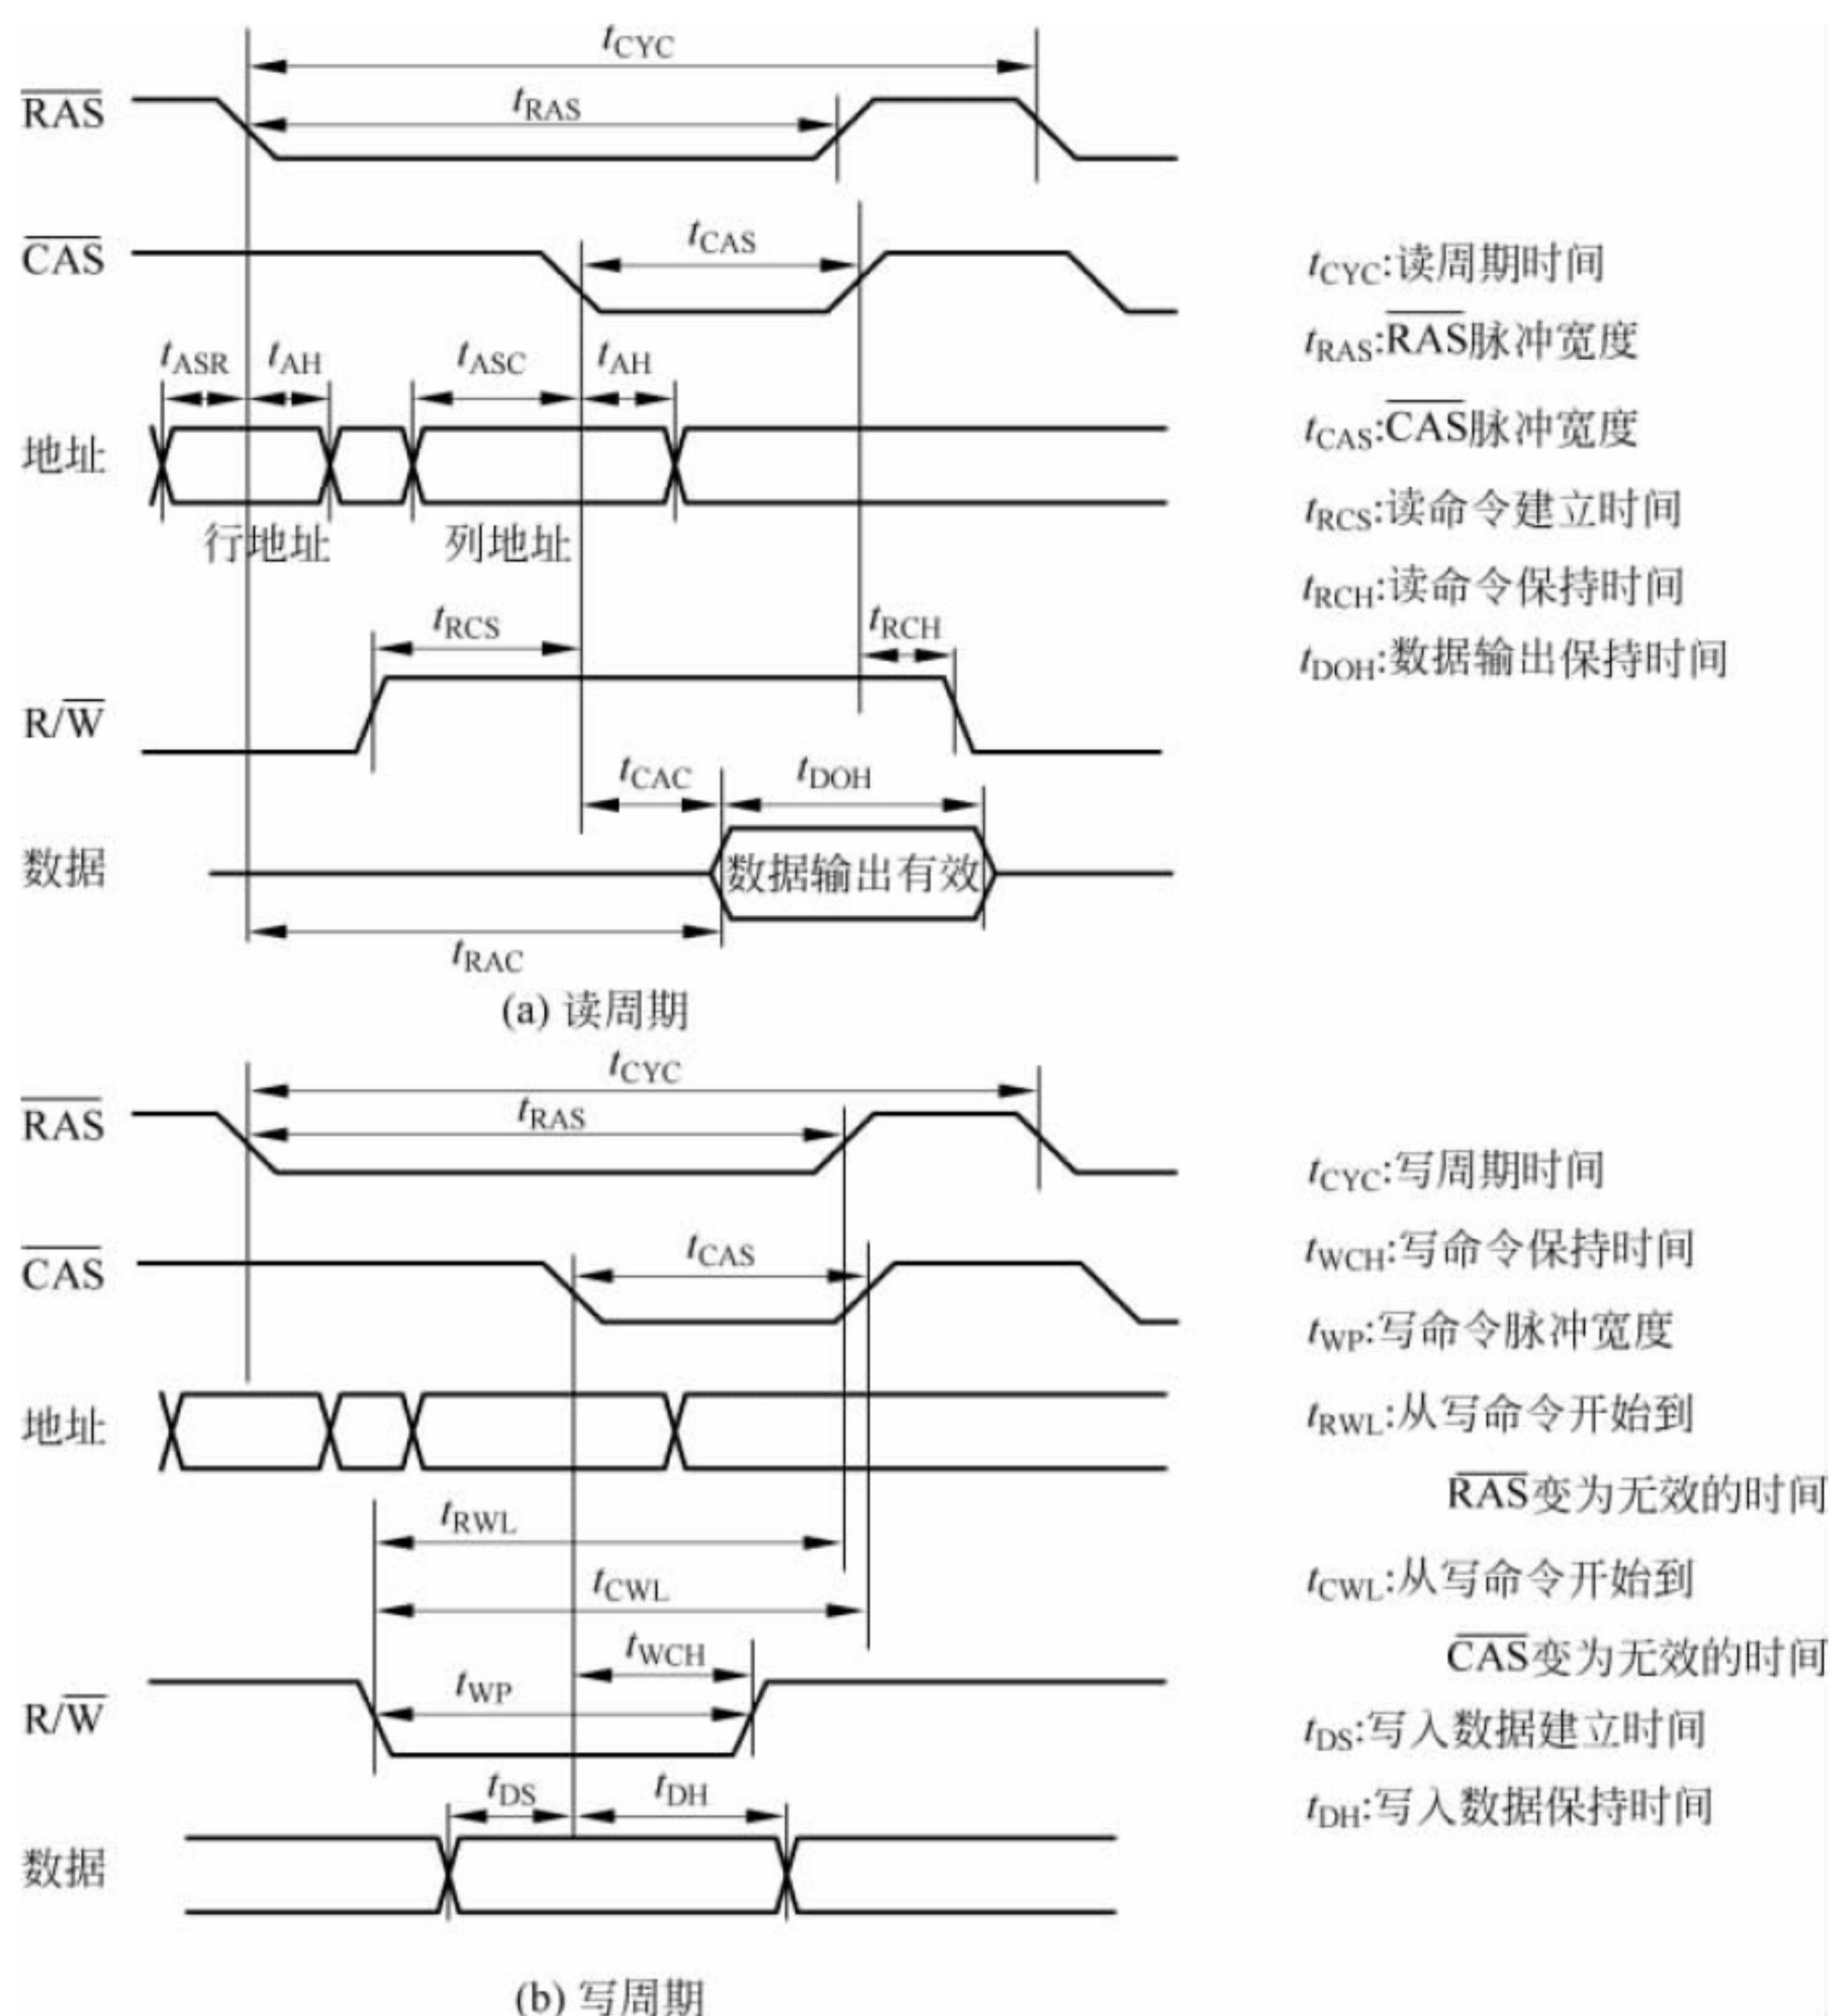 tCYC
RAS
tRAS
CAS
tCAS
tASR tAH tASC tAH
地址
行地址 列地址
tRCS tRCH
R/W
tCAC tDOH
数据
数据输出有效
tRAC
(a) 读周期
tCYC:读周期时间
tRAS:RAS脉冲宽度
tCAS:CAS脉冲宽度
tRCS:读命令建立时间
tRCH:读命令保持时间
tDOH:数据输出保持时间
tCYC
RAS
tRAS
CAS
tCAS
地址
tRWL
tCWL
tWCH
tWP
R/W
tDS tDH
数据
(b) 写周期
tCYC:写周期时间
tWCH:写命令保持时间
tWP:写命令脉冲宽度
tRWL:从写命令开始到
RAS变为无效的时间
tCWL:从写命令开始到
CAS变为无效的时间
tDS:写入数据建立时间
tDH:写入数据保持时间